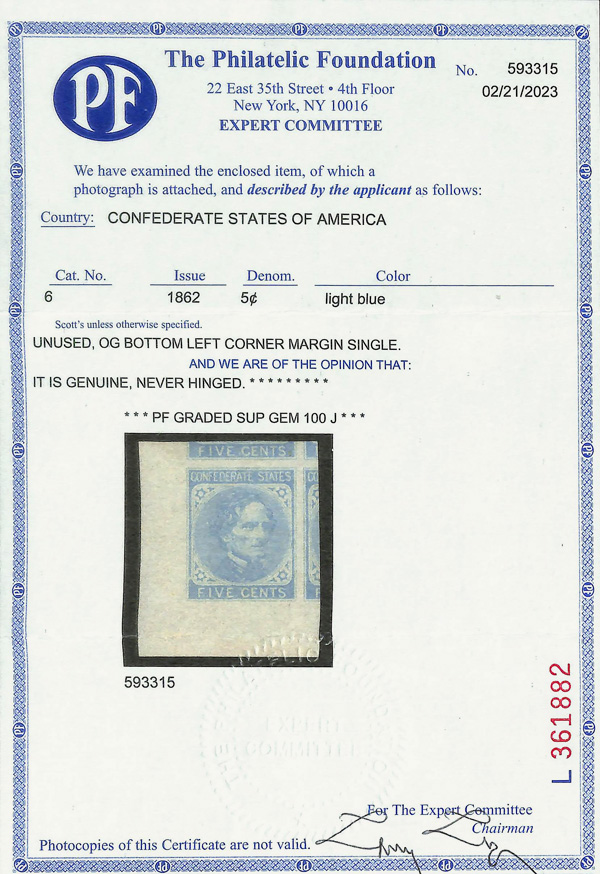 PF
The Philatelic Foundation
No. 593315
22 East 35th Street • 4th Floor
02/21/2023
New York, NY 10016
EXPERT COMMITTEE
We have examined the enclosed item, of which a
photograph is attached, and described by the applicant as follows:
Country: CONFEDERATE STATES OF AMERICA
Cat. No. Issue Denom. Color
6 1862 5¢ light blue
Scott's unless otherwise specified.
UNUSED, OG BOTTOM LEFT CORNER MARGIN SINGLE.
AND WE ARE OF THE OPINION THAT:
IT IS GENUINE, NEVER HINGED. * * * * * * * * *
* * * PF GRADED SUP GEM 100 J * * *
FIVE CENTS
CONFEDERATE STATES
FIVE CENTS
593315
L 361882
For The Expert Committee
Chairman
Photocopies of this Certificate are not valid.